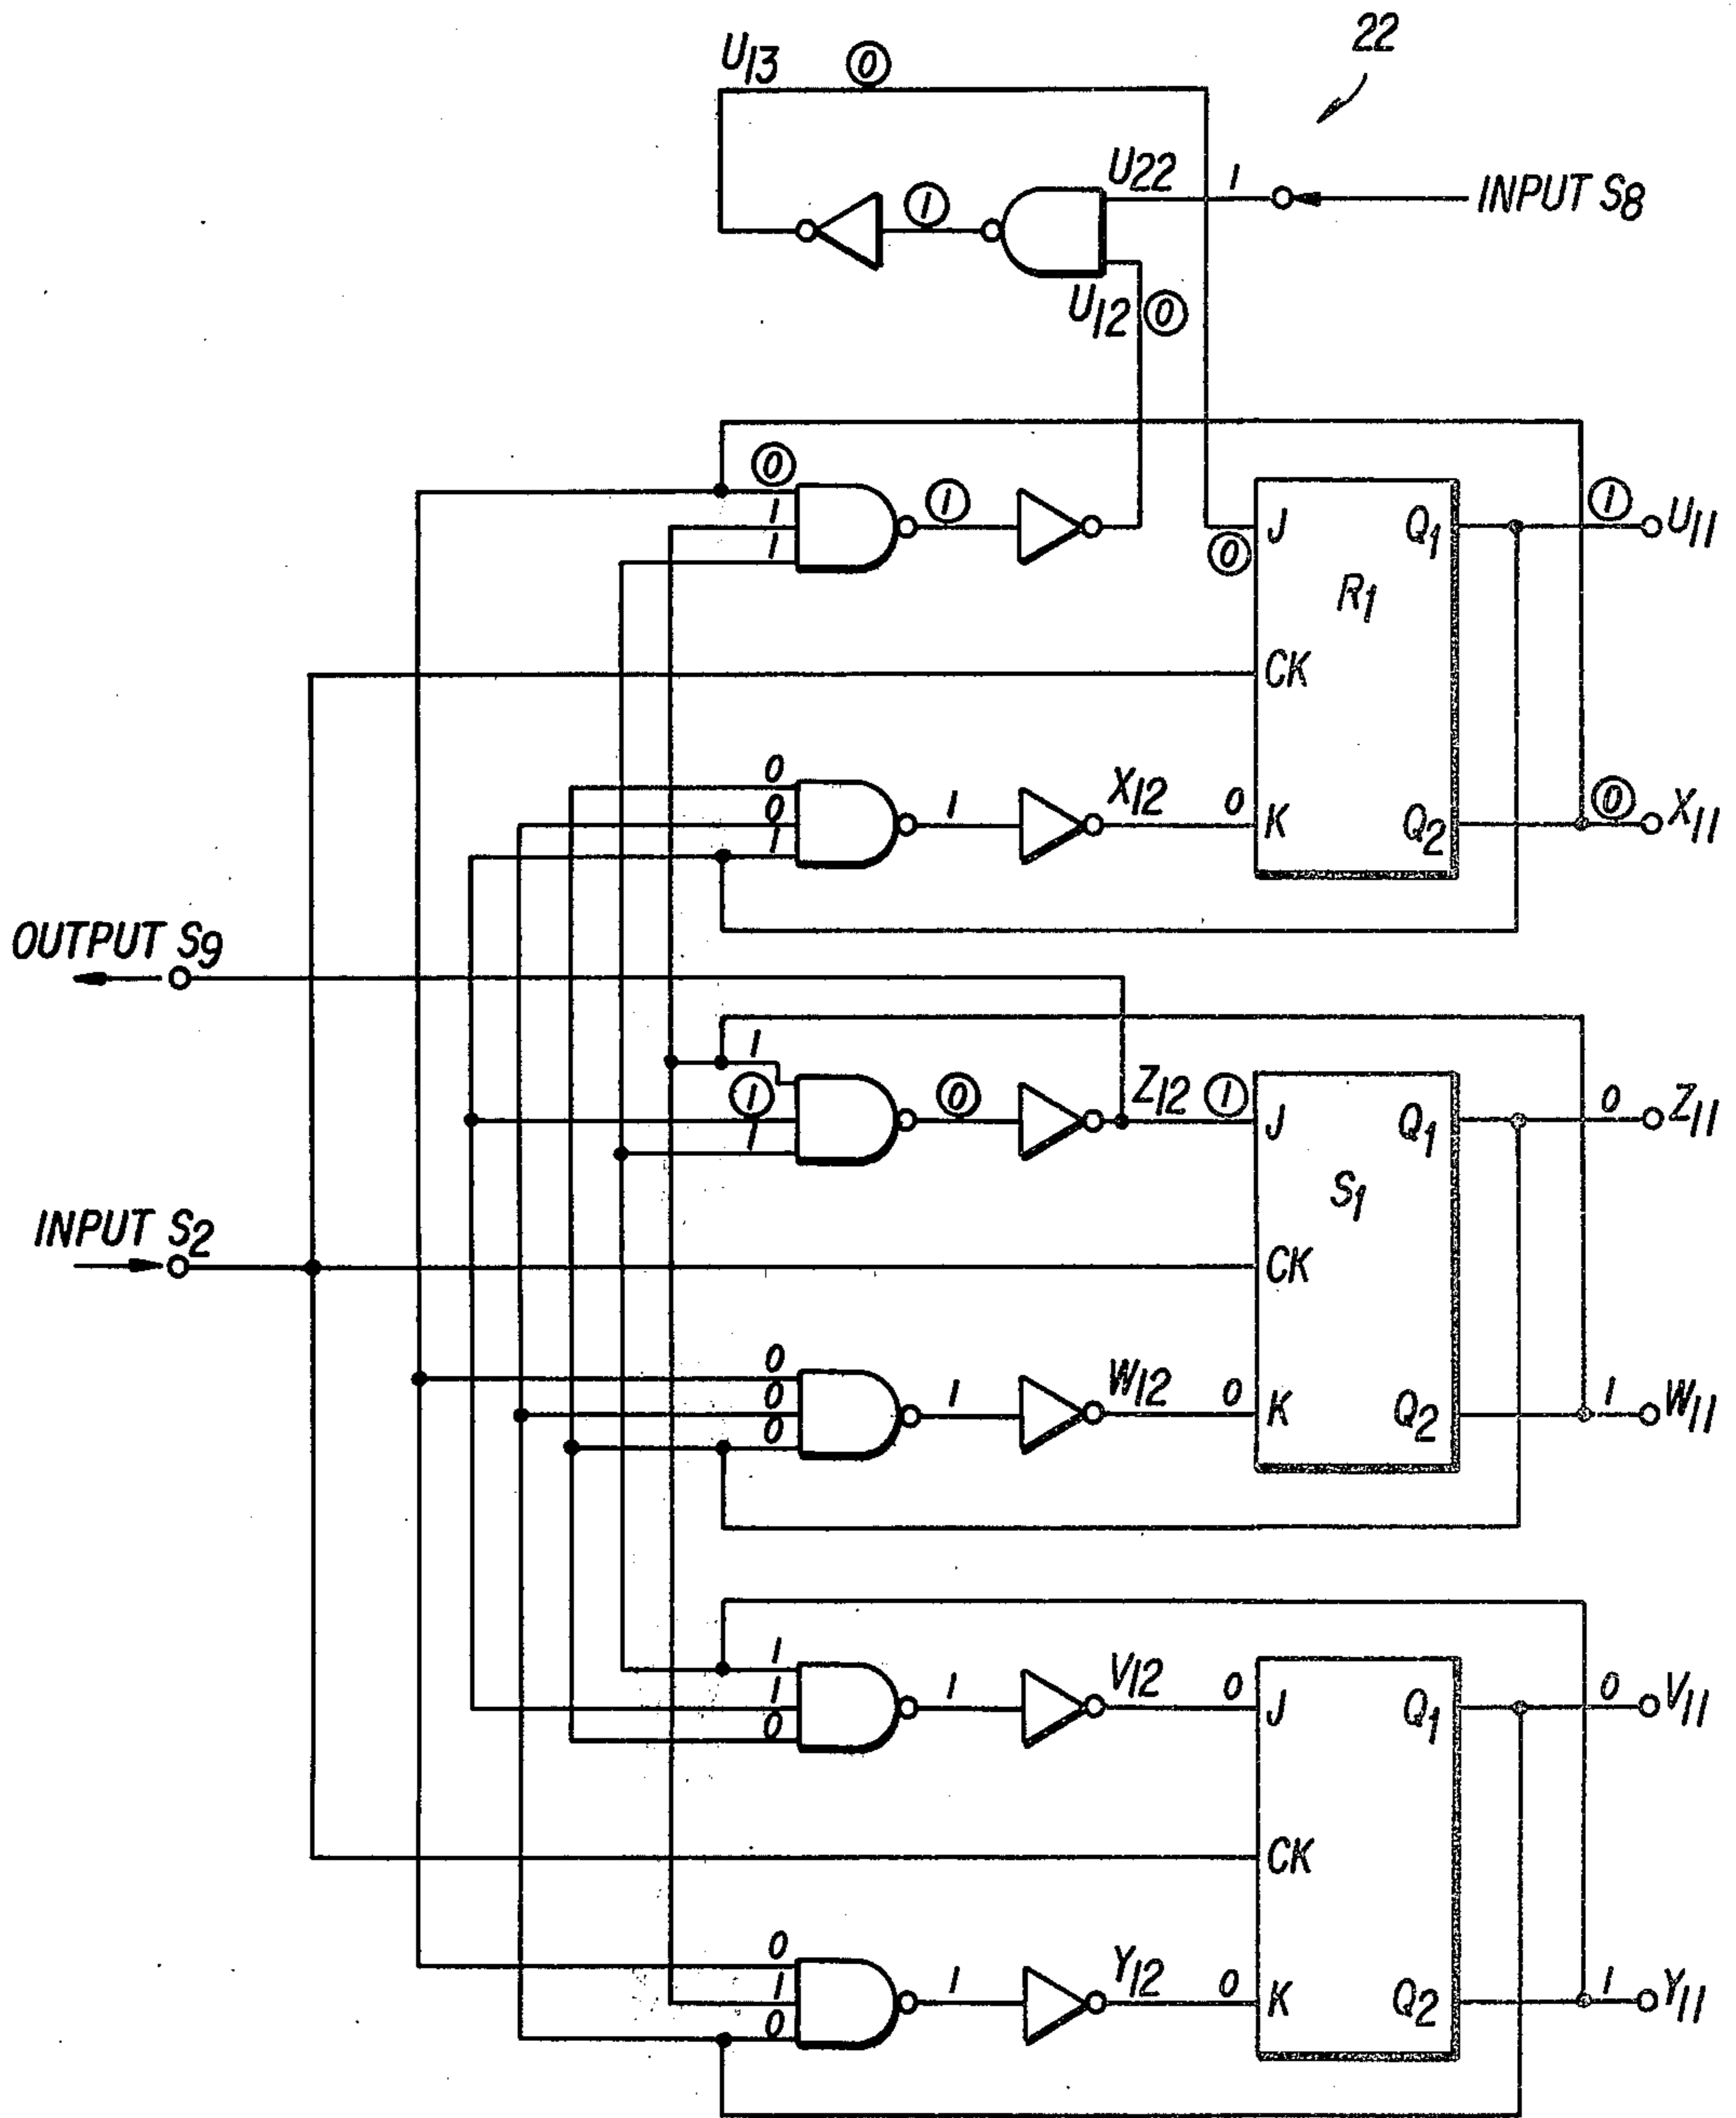 22
U13 0
U22 1 INPUT S8
1
U12 0
0
1 1
1
J 0 Q1 1 U11
R1
CK
0
0 1 X12 0 K Q2 0 X11
1
OUTPUT S9
1
1 0 Z12 1 J Q1 0 Z11
1
S1
INPUT S2
CK
0
0 1 W12 0 K Q2 1 W11
0
1
1 1 V12 0 J Q1 0 V11
0
CK
0
1 1 Y12 0 K Q2 1 Y11
0